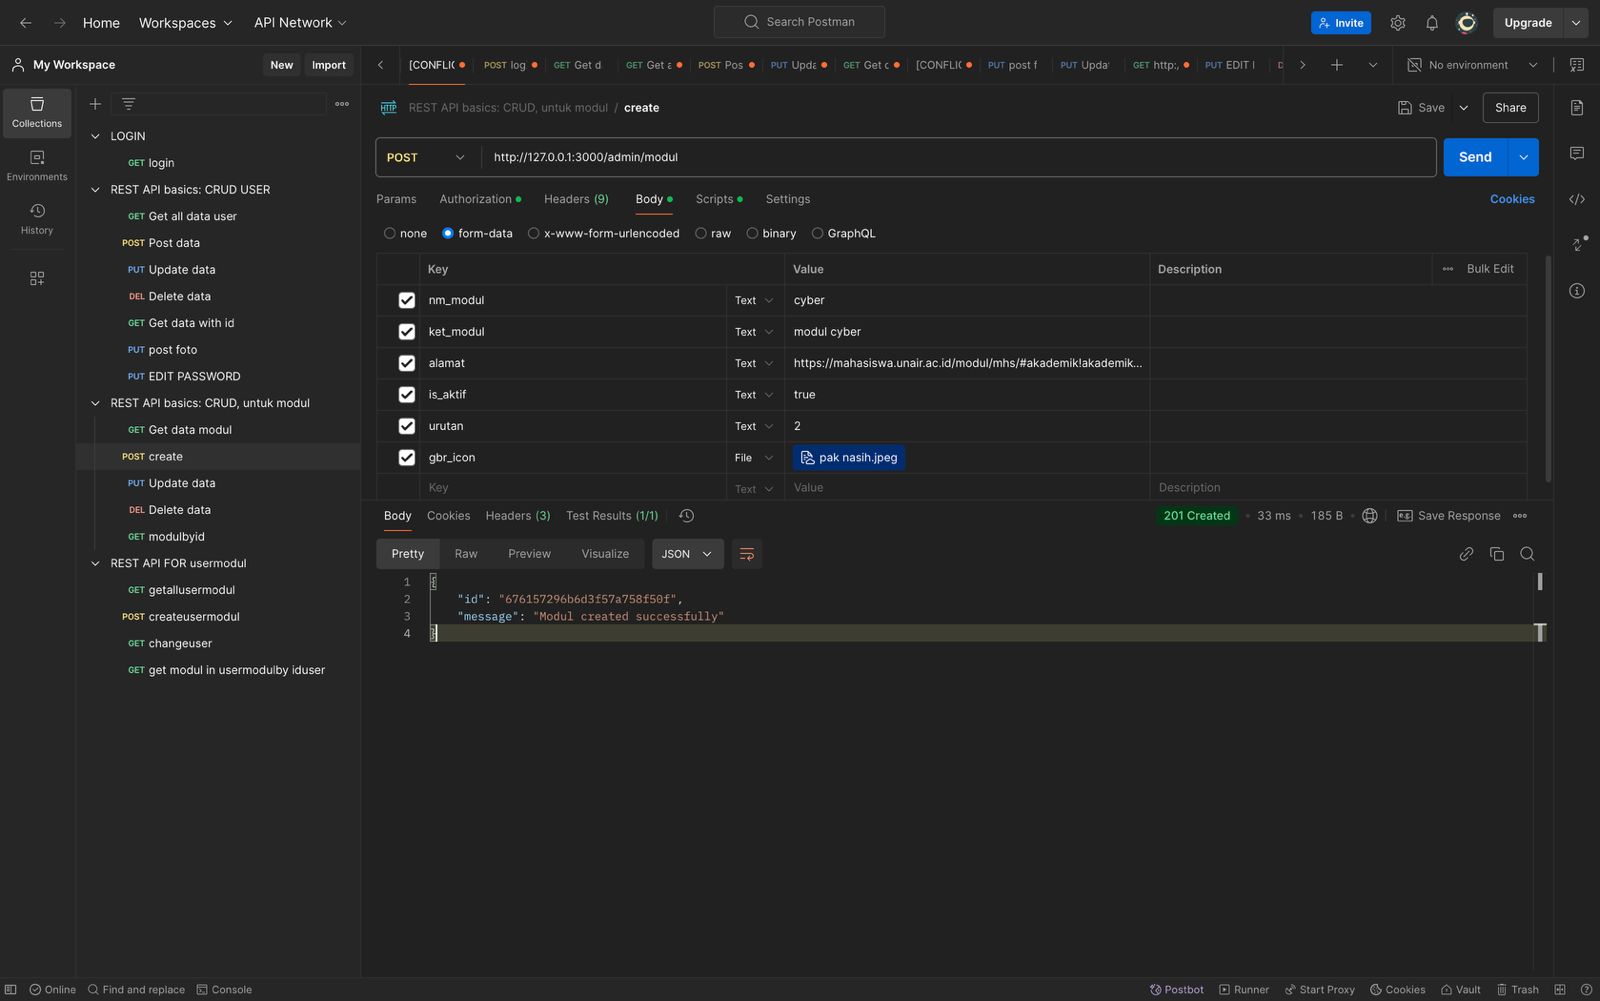 Home Workspaces API Network Search Postman Invite Upgrade
My Workspace New Import [CONFLIC POST log GET Get d GET Get a POST Pos PUT Upda GET Get c [CONFLIC PUT post f PUT Updat GET http:, PUT EDIT No environment
Collections
Environments
History
LOGIN
GET login
REST API basics: CRUD USER
GET Get all data user
POST Post data
PUT Update data
DEL Delete data
GET Get data with id
PUT post foto
PUT EDIT PASSWORD
REST API basics: CRUD, untuk modul
GET Get data modul
POST create
PUT Update data
DEL Delete data
GET modulbyid
REST API FOR usermodul
GET getallusermodul
POST createusermodul
GET changeuser
GET get modul in usermodulby iduser
HTTP REST API basics: CRUD, untuk modul / create Save Share
POST http://127.0.0.1:3000/admin/modul Send
Params Authorization Headers (9) Body Scripts Settings Cookies
none form-data x-www-form-urlencoded raw binary GraphQL
Key Value Description Bulk Edit
nm_modul Text cyber
ket_modul Text modul cyber
alamat Text https://mahasiswa.unair.ac.id/modul/mhs/#akademik!akademik...
is_aktif Text true
urutan Text 2
gbr_icon File pak nasih.jpeg
Key Text Value Description
Body Cookies Headers (3) Test Results (1/1) 201 Created 33 ms 185 B e.g. Save Response
Pretty Raw Preview Visualize JSON
1 {
2 "id": "676157296b6d3f57a758f50f",
3 "message": "Modul created successfully"
4 }
Online Find and replace Console Postbot Runner Start Proxy Cookies Vault Trash